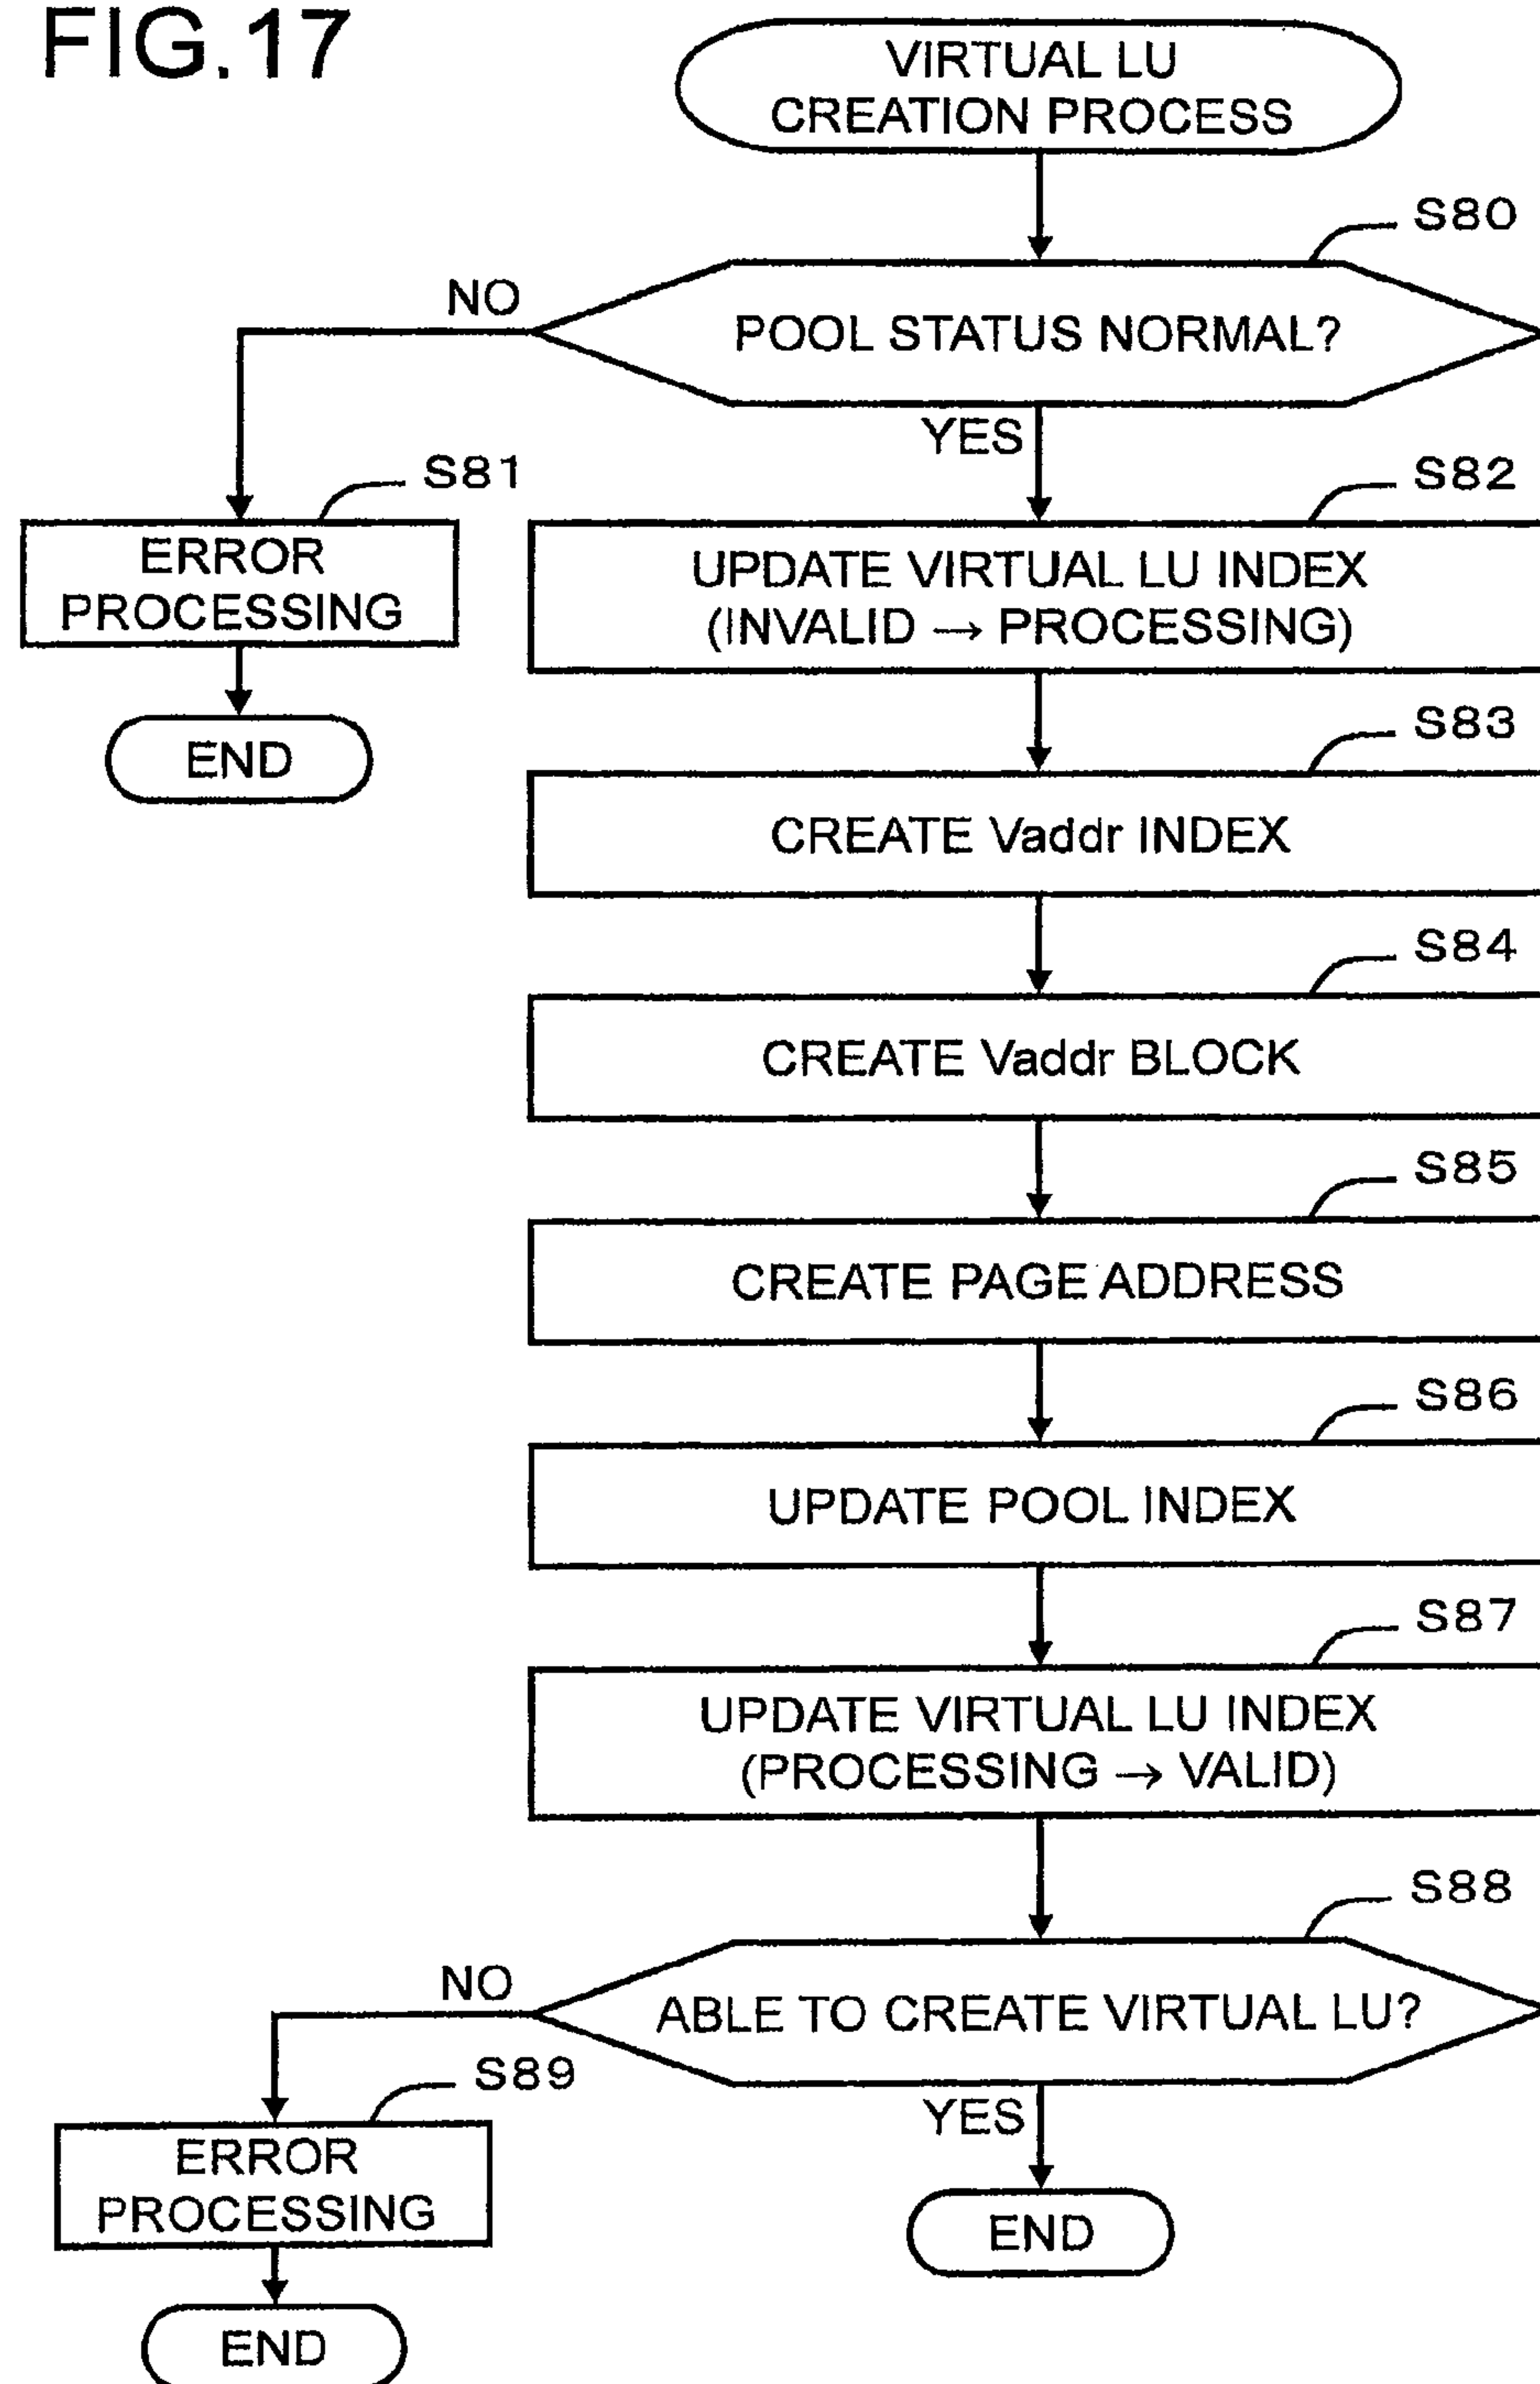 FIG.17
VIRTUAL LU
CREATION PROCESS
S80
NO
POOL STATUS NORMAL?
YES
S81
S82
ERROR
PROCESSING
UPDATE VIRTUAL LU INDEX
(INVALID → PROCESSING)
END
S83
CREATE Vaddr INDEX
S84
CREATE Vaddr BLOCK
S85
CREATE PAGE ADDRESS
S86
UPDATE POOL INDEX
S87
UPDATE VIRTUAL LU INDEX
(PROCESSING → VALID)
S88
NO
ABLE TO CREATE VIRTUAL LU?
S89
YES
ERROR
PROCESSING
END
END